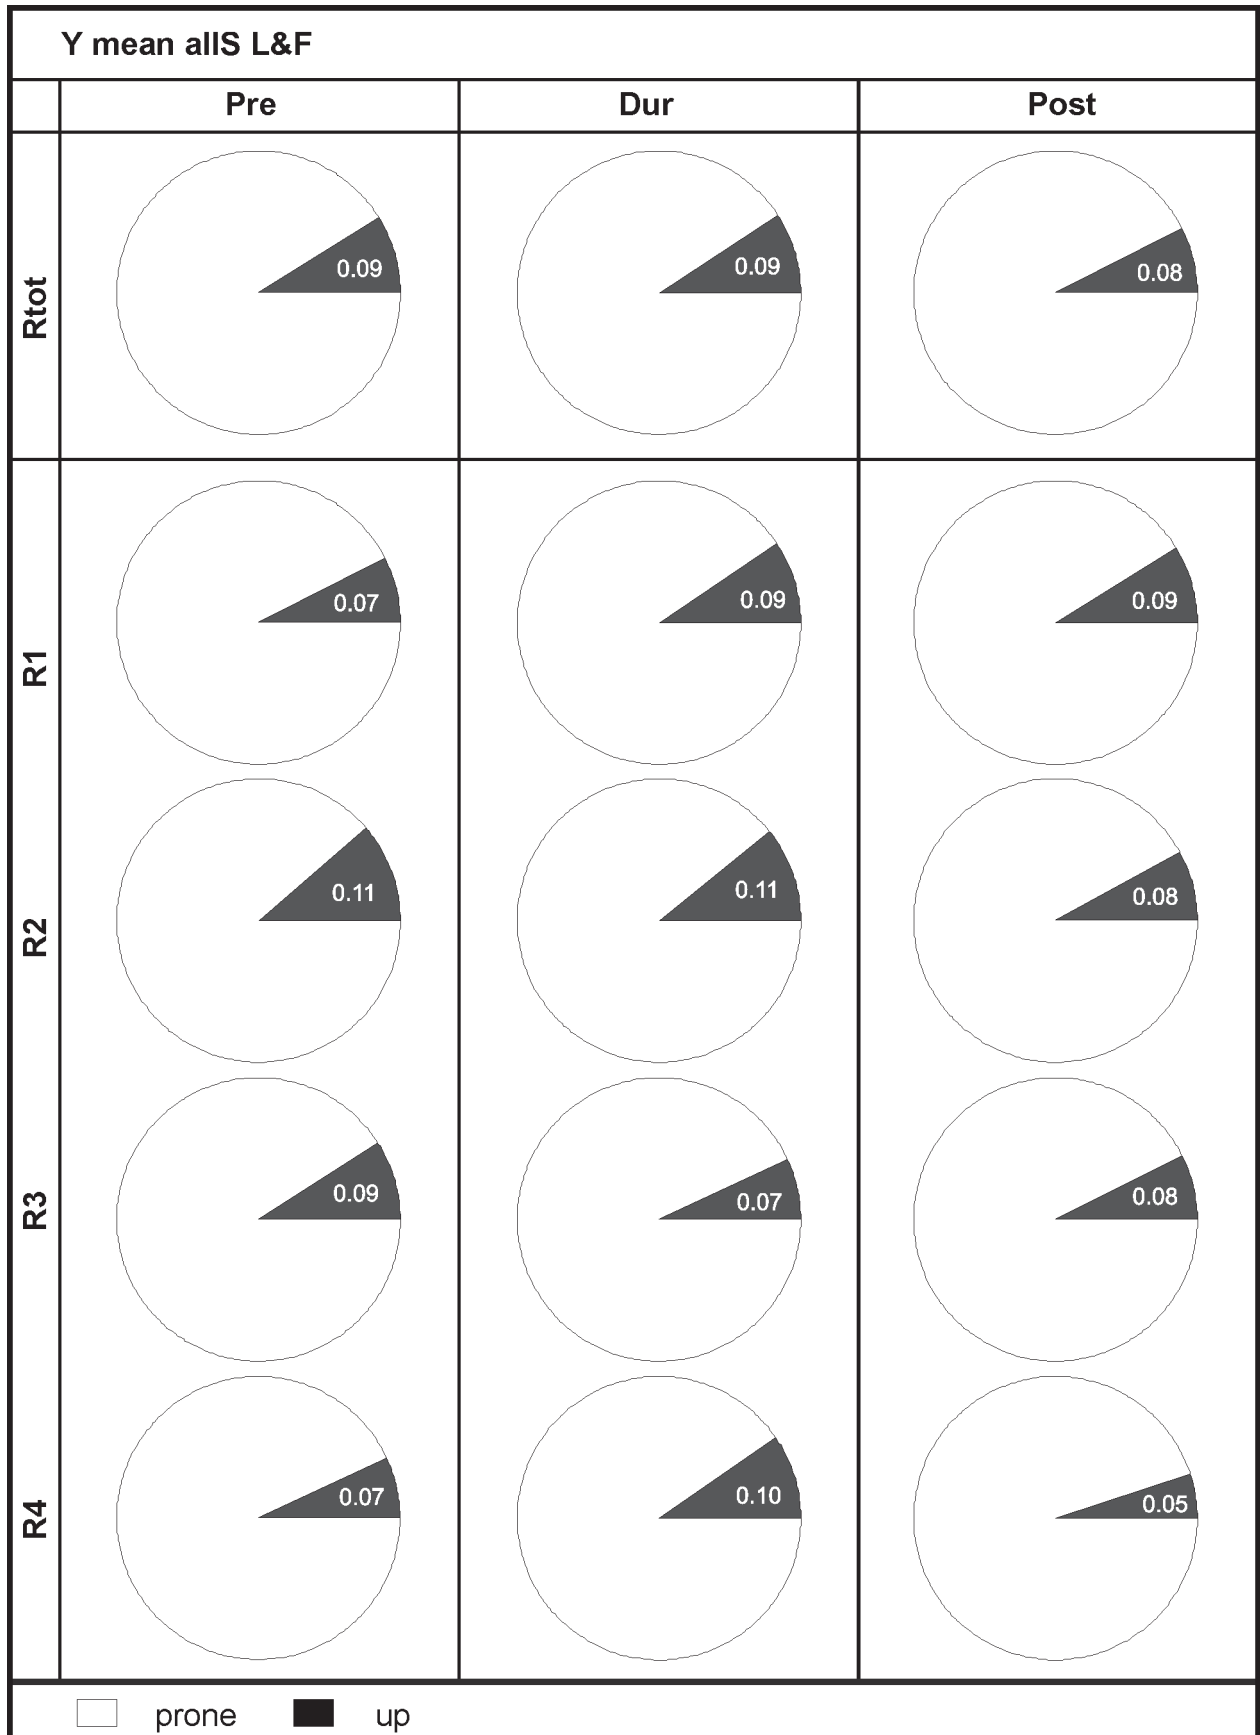 Y mean allS L&F
Pre Dur Post
Rtot 0.09 0.09 0.08
R1 0.07 0.09 0.09
R2 0.11 0.11 0.08
R3 0.09 0.07 0.08
R4 0.07 0.10 0.05
prone up